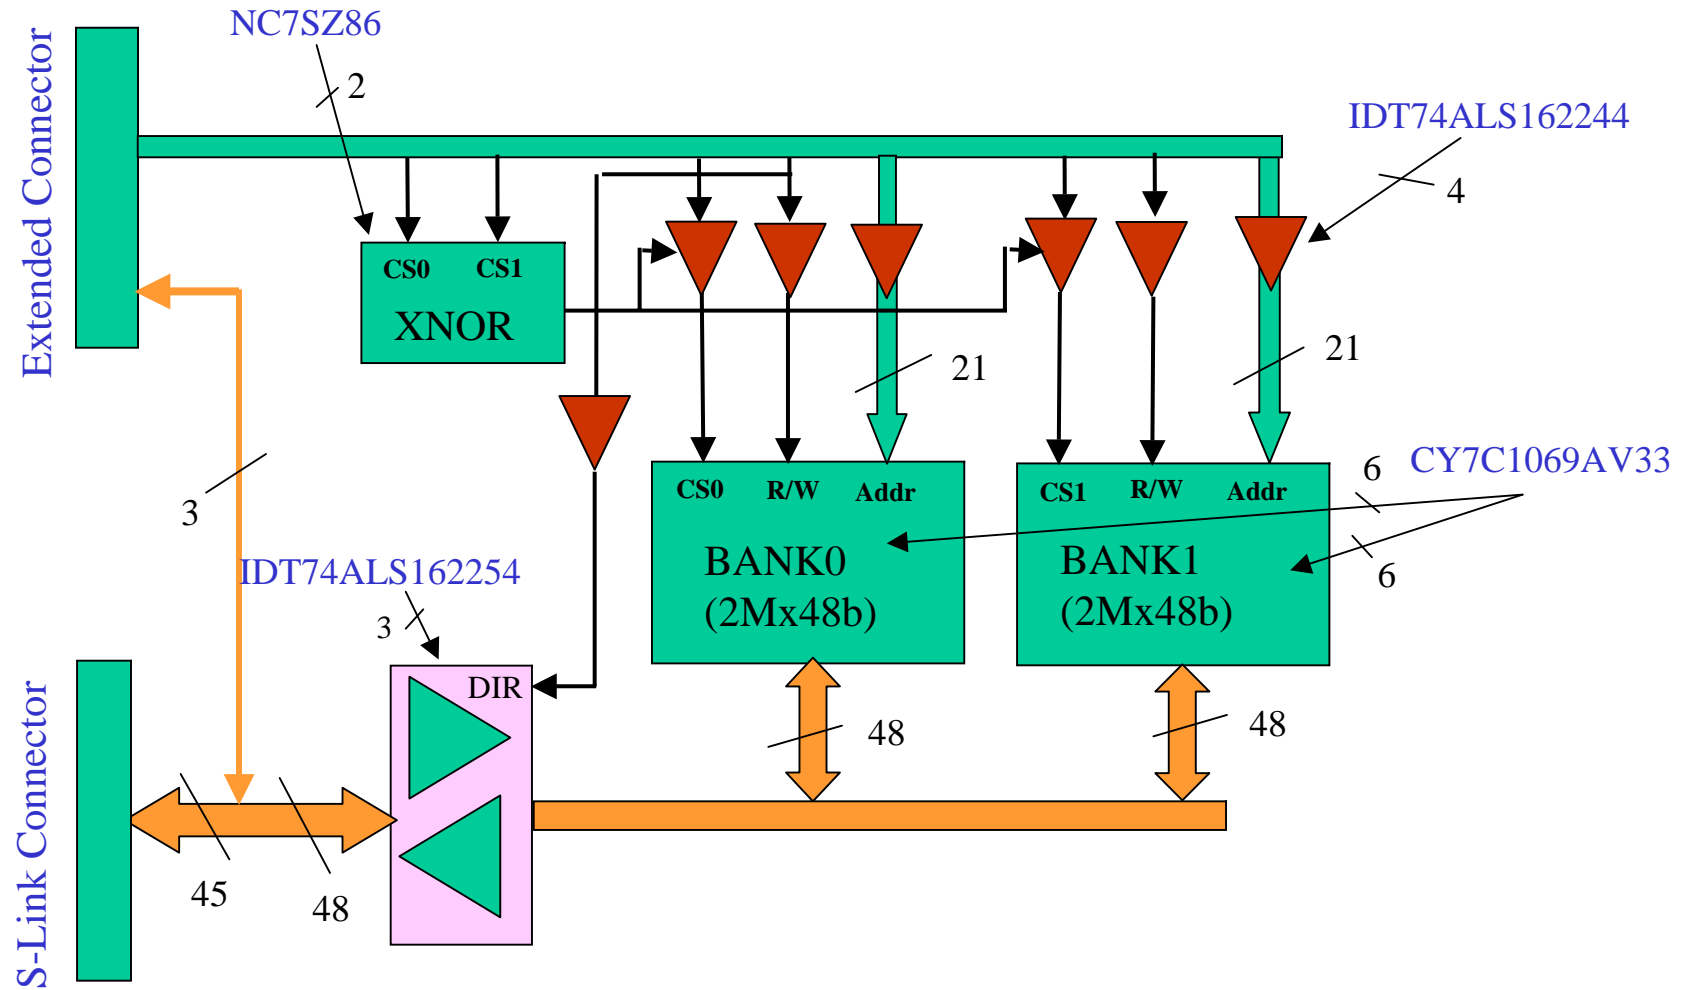 NC7SZ86
2
Extended Connector
IDT74ALS162244
4
CS0 CS1
XNOR
21
21
3
CS0 R/W Addr
BANK0
(2Mx48b)
CS1 R/W Addr
BANK1
(2Mx48b)
6
CY7C1069AV33
6
IDT74ALS162254
3
DIR
48
48
S-Link Connector
45
48